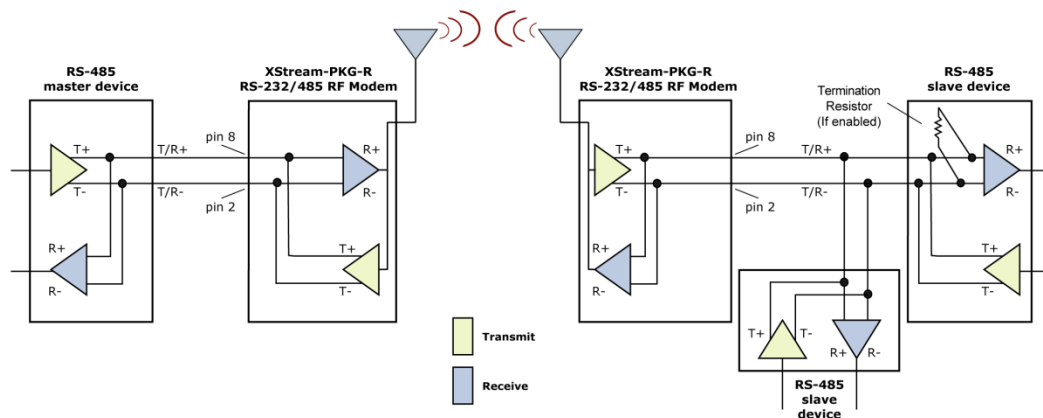 RS-485
master device
XStream-PKG-R
RS-232/485 RF Modem
XStream-PKG-R
RS-232/485 RF Modem
RS-485
slave device
Termination
Resistor
(If enabled)
pin 8
T+
T/R+
R+
T-
T/R-
R-
pin 2
R+
R-
T+
T-
pin 8
T+
T/R+
R+
T-
T/R-
R-
pin 2
R+
R-
T+
T-
T+
T-
R+
R-
RS-485
slave
device
Transmit
Receive